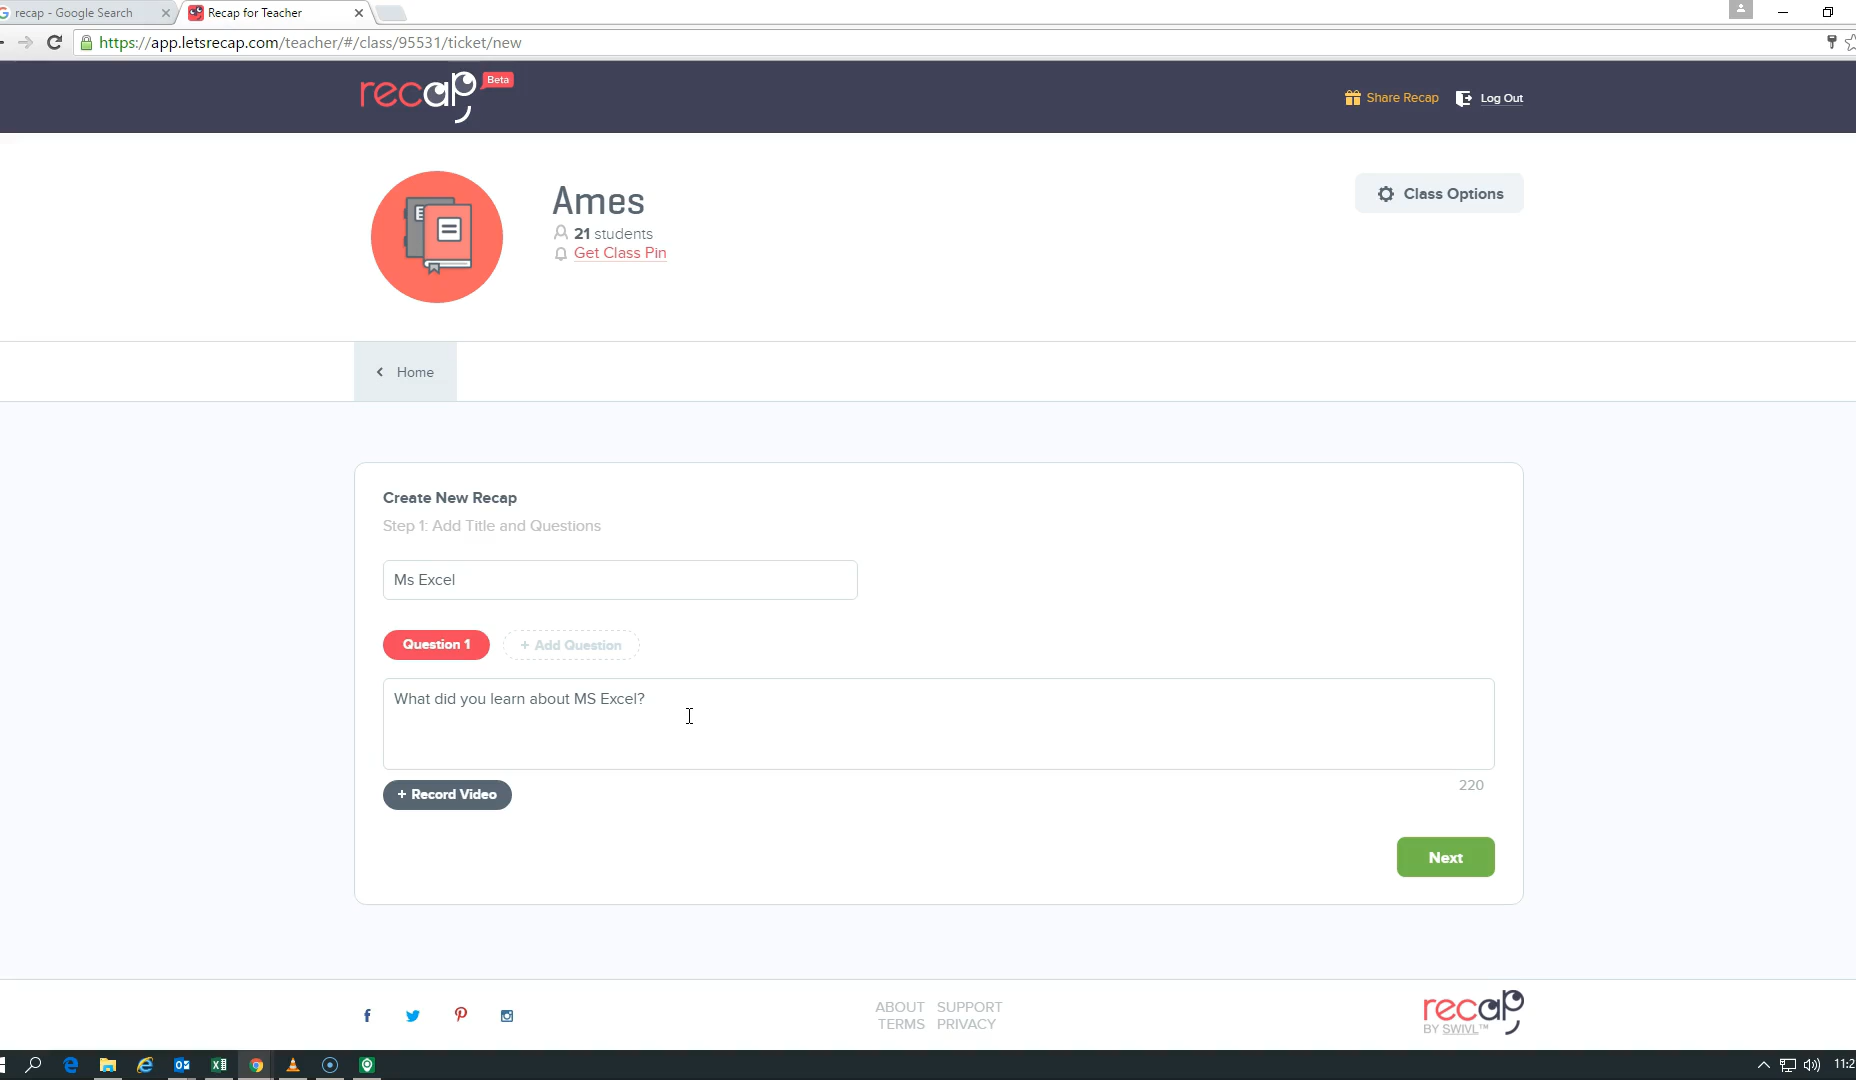 recap - Google Search
Recap for Teacher
https://app.letsrecap.com/teacher/#/class/95531/ticket/new
recap Beta
Share Recap
Log Out
Ames
21 students
Get Class Pin
Class Options
Home
Create New Recap
Step 1: Add Title and Questions
Ms Excel
Question 1
+ Add Question
What did you learn about MS Excel?
220
+ Record Video
Next
ABOUT SUPPORT
TERMS PRIVACY
recap
BY SWIVL™